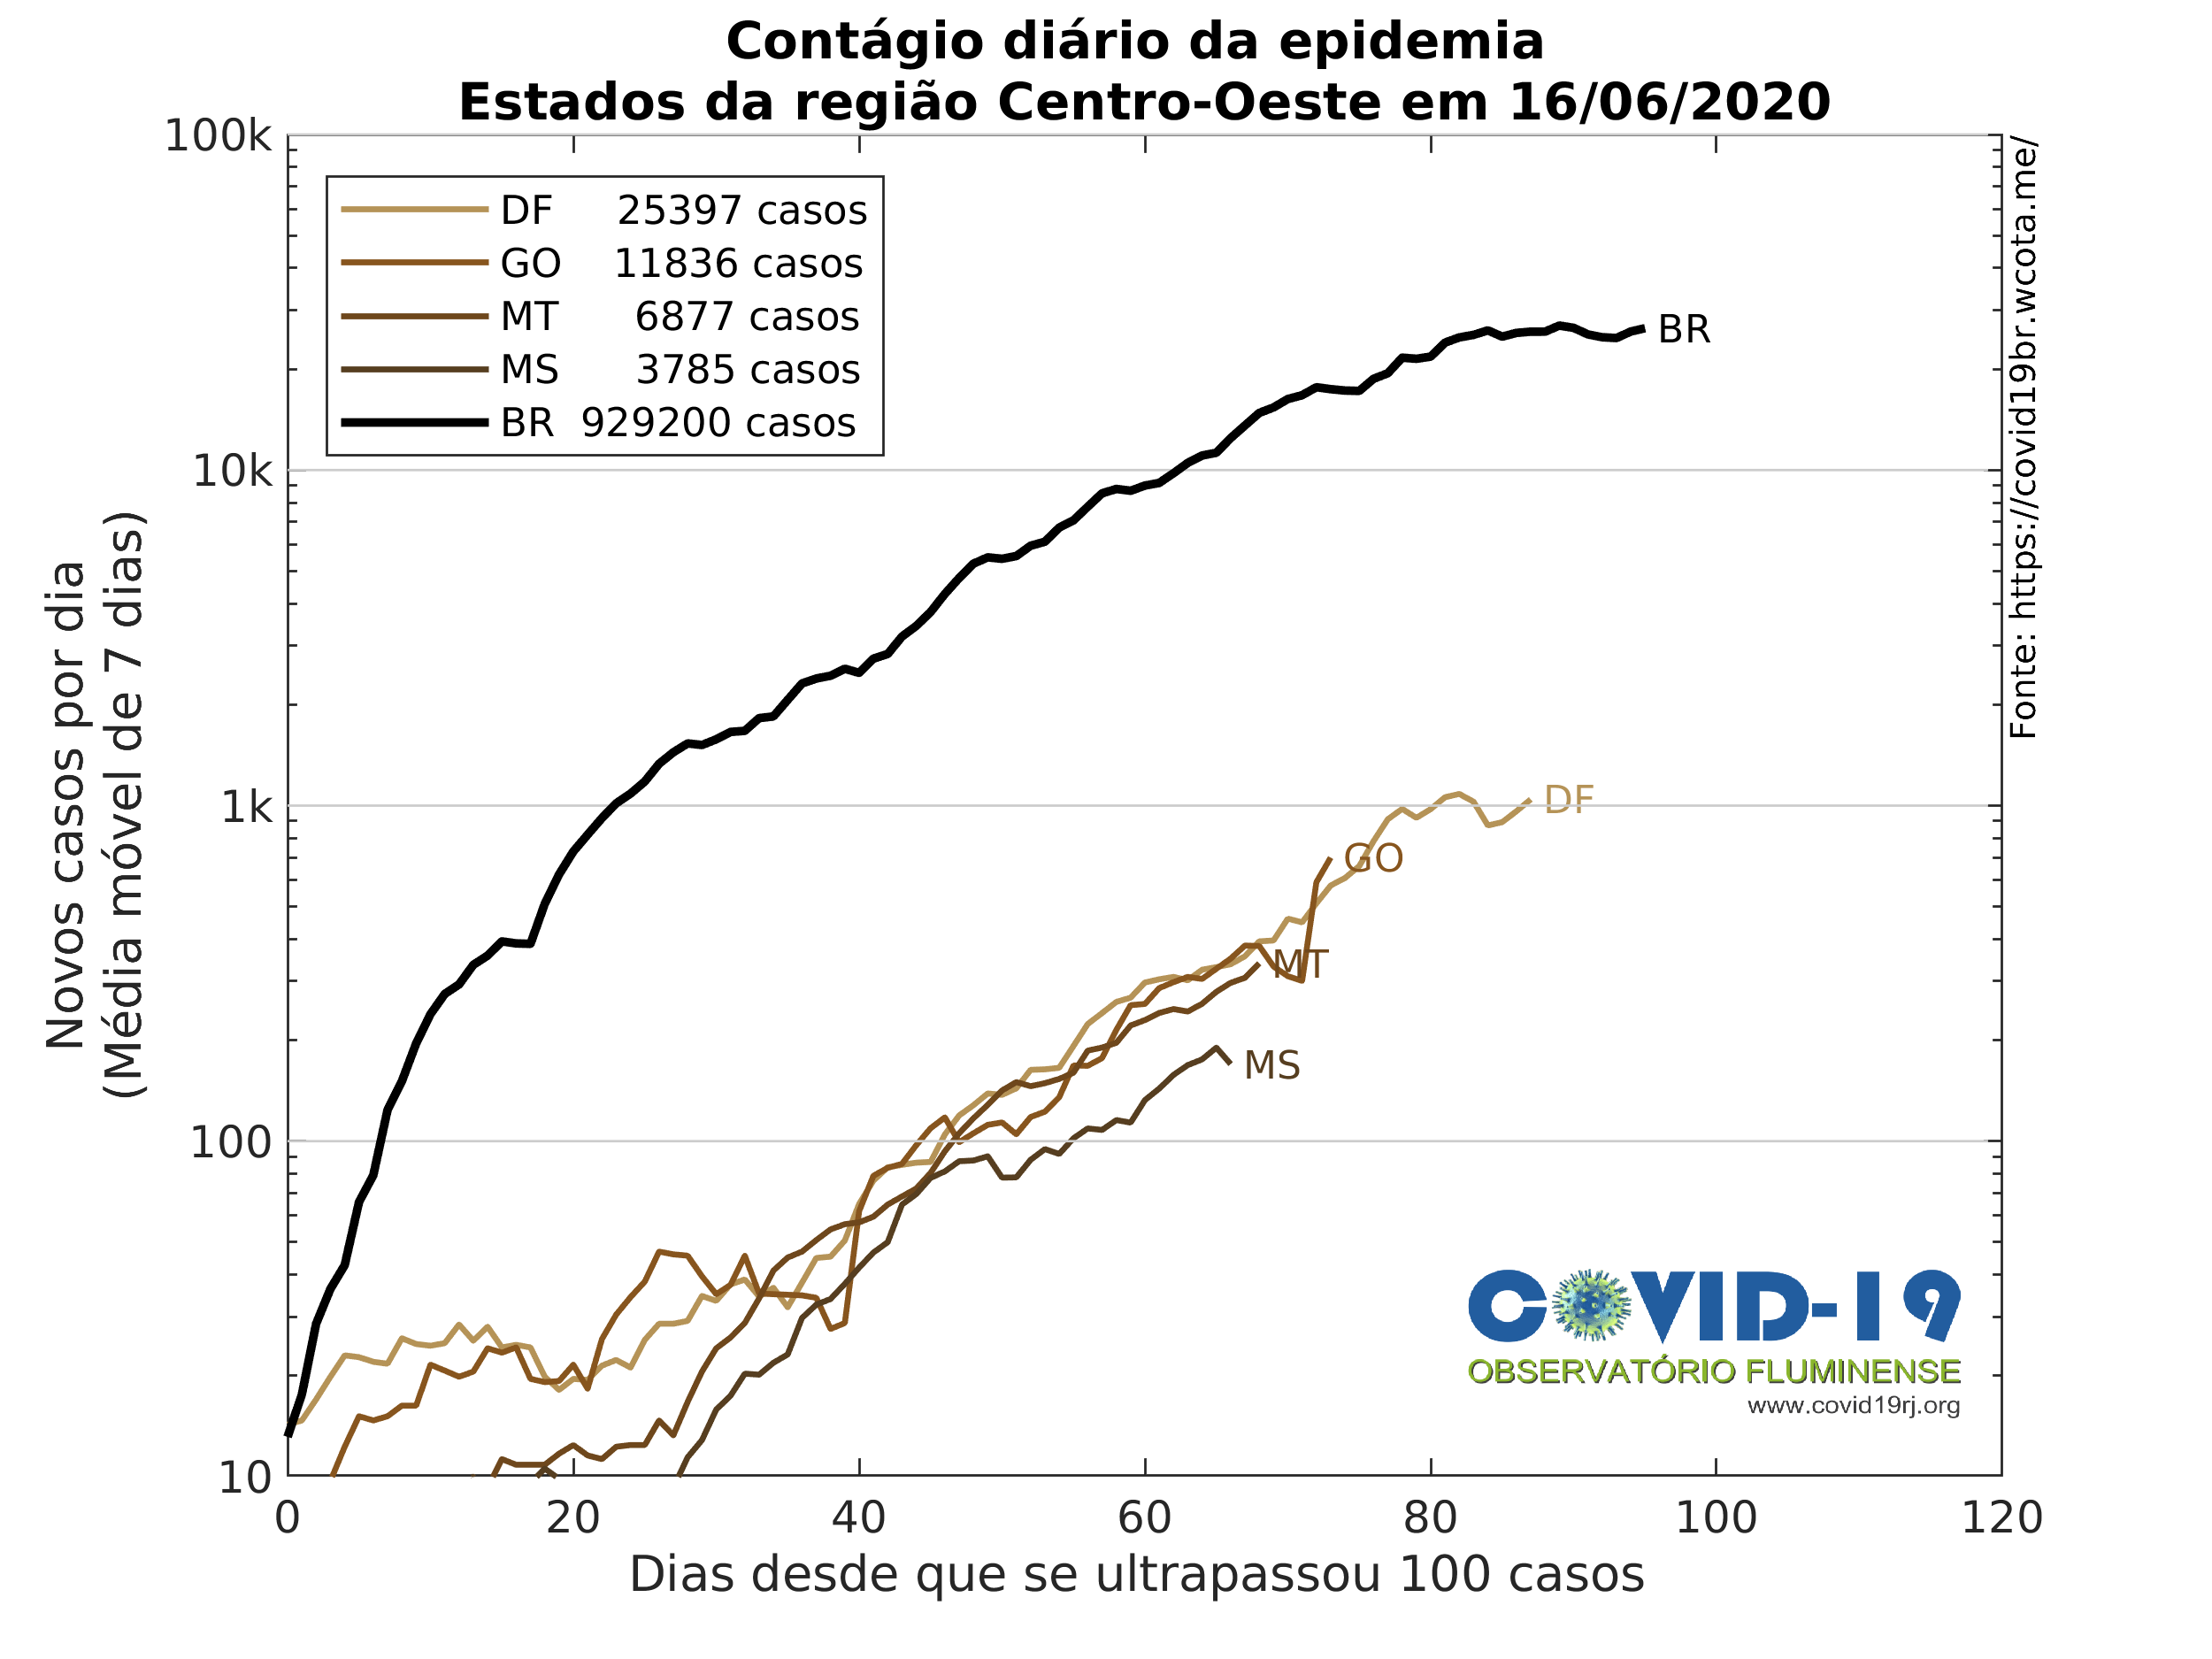 Contágio diário da epidemia
Estados da região Centro-Oeste em 16/06/2020
100k
10k
1k
100
10
Novos casos por dia
(Média móvel de 7 dias)
DF 25397 casos
GO 11836 casos
MT 6877 casos
MS 3785 casos
BR 929200 casos
BR
DF
GO
MT
MS
Fonte: https://covid19br.wcota.me/
COVID-19
OBSERVATÓRIO FLUMINENSE
www.covid19rj.org
0 20 40 60 80 100 120
Dias desde que se ultrapassou 100 casos